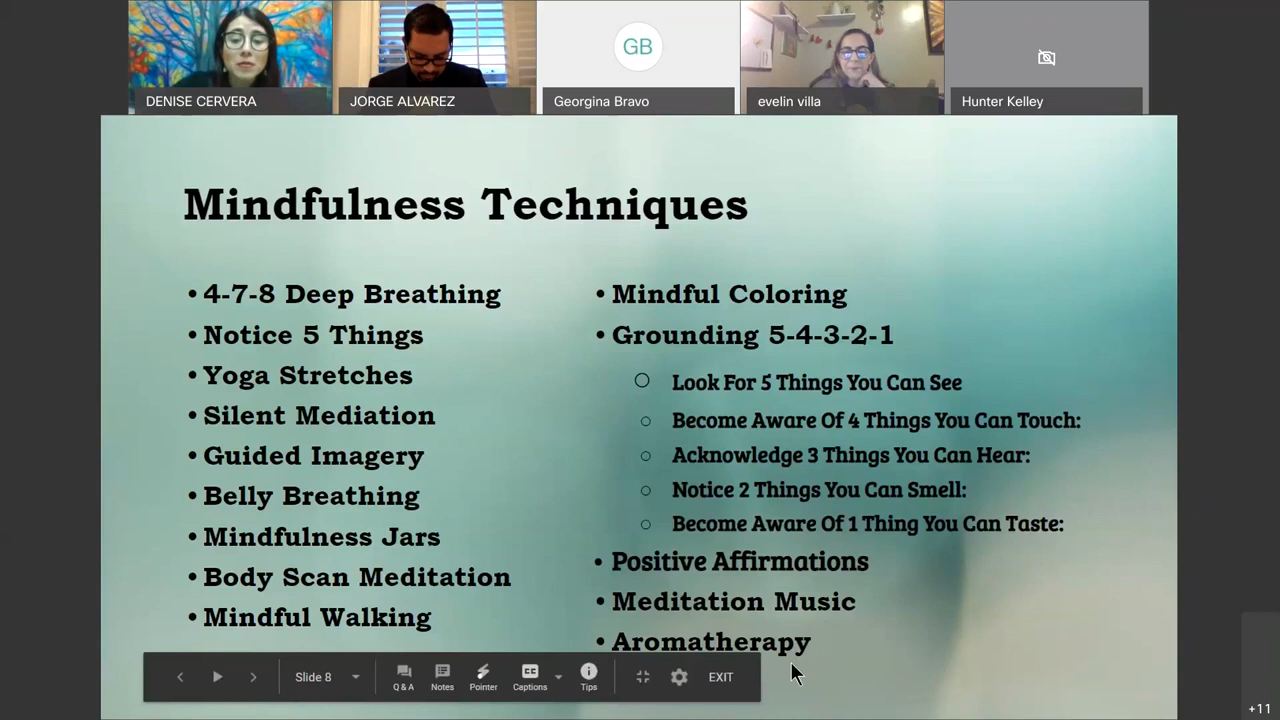 DENISE CERVERA
JORGE ALVAREZ
GB
Georgina Bravo
evelin villa
Hunter Kelley
Mindfulness Techniques
• 4-7-8 Deep Breathing
• Notice 5 Things
• Yoga Stretches
• Silent Mediation
• Guided Imagery
• Belly Breathing
• Mindfulness Jars
• Body Scan Meditation
• Mindful Walking
• Mindful Coloring
• Grounding 5-4-3-2-1
○ Look For 5 Things You Can See
○ Become Aware Of 4 Things You Can Touch:
○ Acknowledge 3 Things You Can Hear:
○ Notice 2 Things You Can Smell:
○ Become Aware Of 1 Thing You Can Taste:
• Positive Affirmations
• Meditation Music
• Aromatherapy
Slide 8
Q & A
Notes
Pointer
CC
Captions
Tips
EXIT
+11